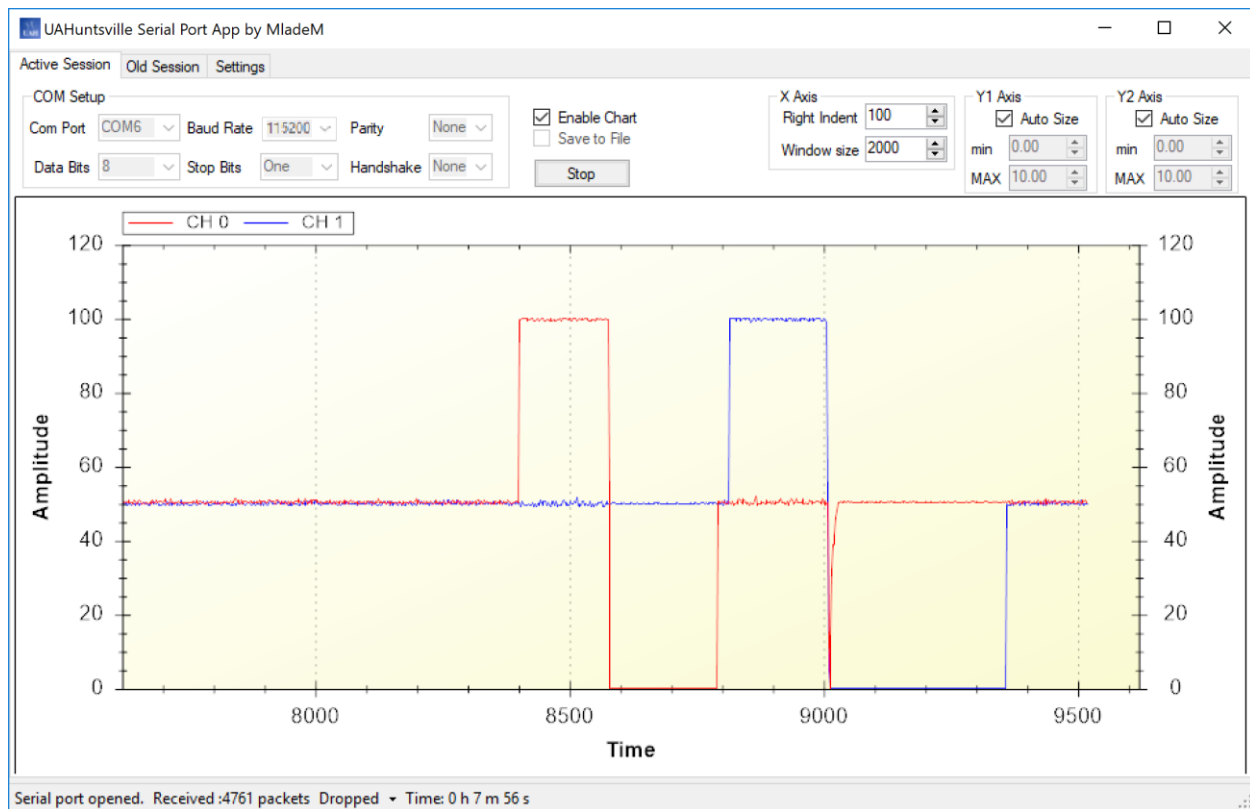 UAH
UAHuntsville Serial Port App by MladeM
Active Session Old Session Settings
COM Setup
Com Port COM6 Baud Rate 115200 Parity None
Data Bits 8 Stop Bits One Handshake None
Enable Chart
Save to File
Stop
X Axis
Right Indent 100
Window size 2000
Y1 Axis
Auto Size
min 0.00
MAX 10.00
Y2 Axis
Auto Size
min 0.00
MAX 10.00
CH 0 CH 1
120 120
100 100
80 80
60 60
40 40
20 20
0 0
Amplitude
Amplitude
8000 8500 9000 9500
Time
Serial port opened. Received :4761 packets Dropped Time: 0 h 7 m 56 s